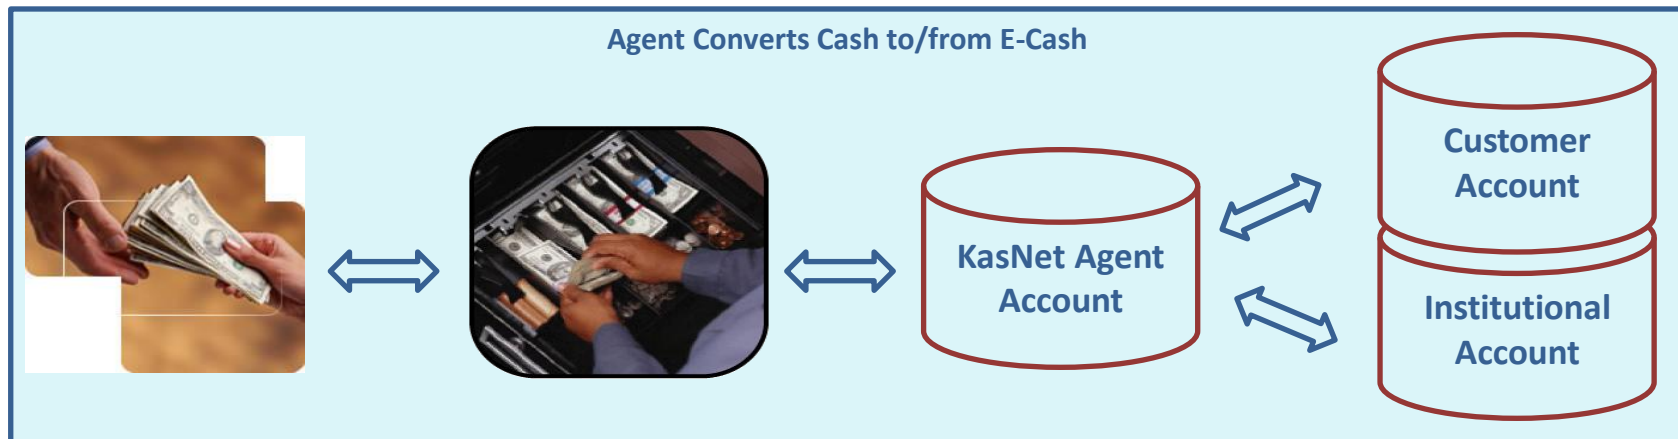 Agent Converts Cash to/from E-Cash
Customer
Account
KasNet Agent
Account
Institutional
Account